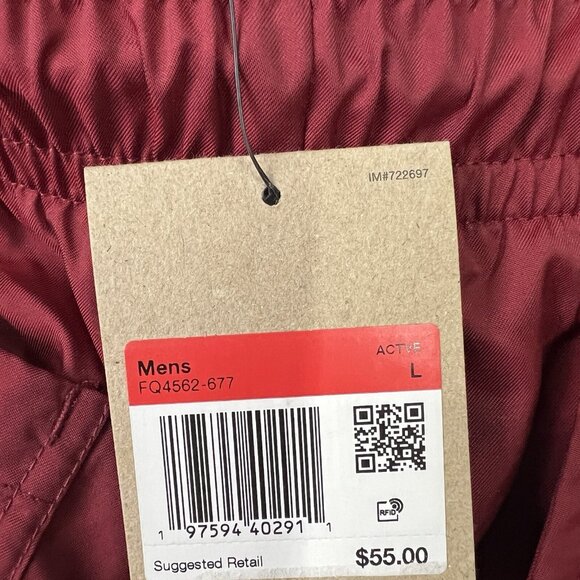 IM#722697
Mens ACTIVE
FQ4562-677 L
RFID
1 97594 40291 1
Suggested Retail $55.00